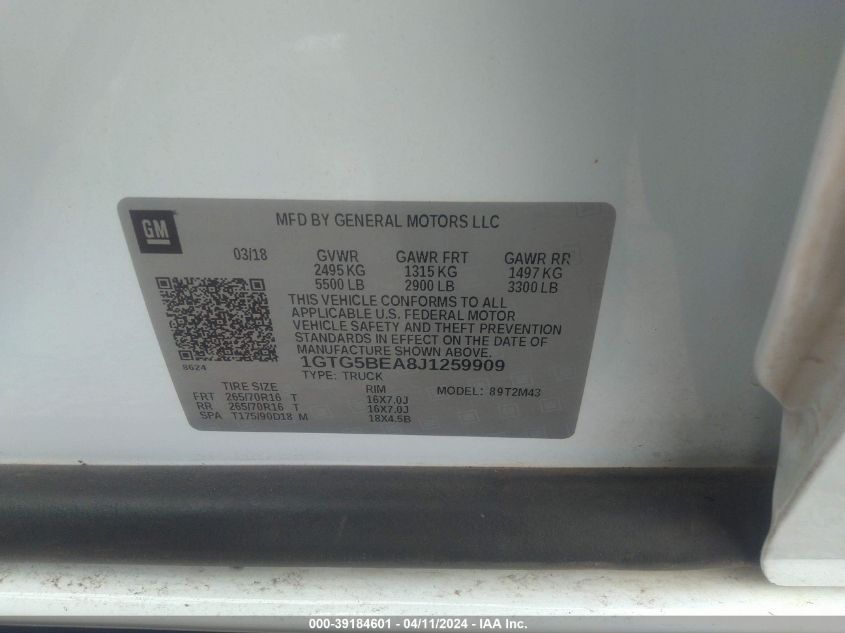 GM
MFD BY GENERAL MOTORS LLC
03/18 GVWR GAWR FRT GAWR RR
2495 KG 1315 KG 1497 KG
5500 LB 2900 LB 3300 LB
THIS VEHICLE CONFORMS TO ALL
APPLICABLE U.S. FEDERAL MOTOR
VEHICLE SAFETY AND THEFT PREVENTION
STANDARDS IN EFFECT ON THE DATE OF
MANUFACTURE SHOWN ABOVE.
8624 1GTG5BEA8J1259909
TYPE: TRUCK MODEL: 89T2M43
TIRE SIZE RIM
FRT 265/70R16 T 16X7.0J
RR 265/70R16 T 16X7.0J
SPA T175/90D18 M 18X4.5B
000-39184601 - 04/11/2024 - IAA Inc.